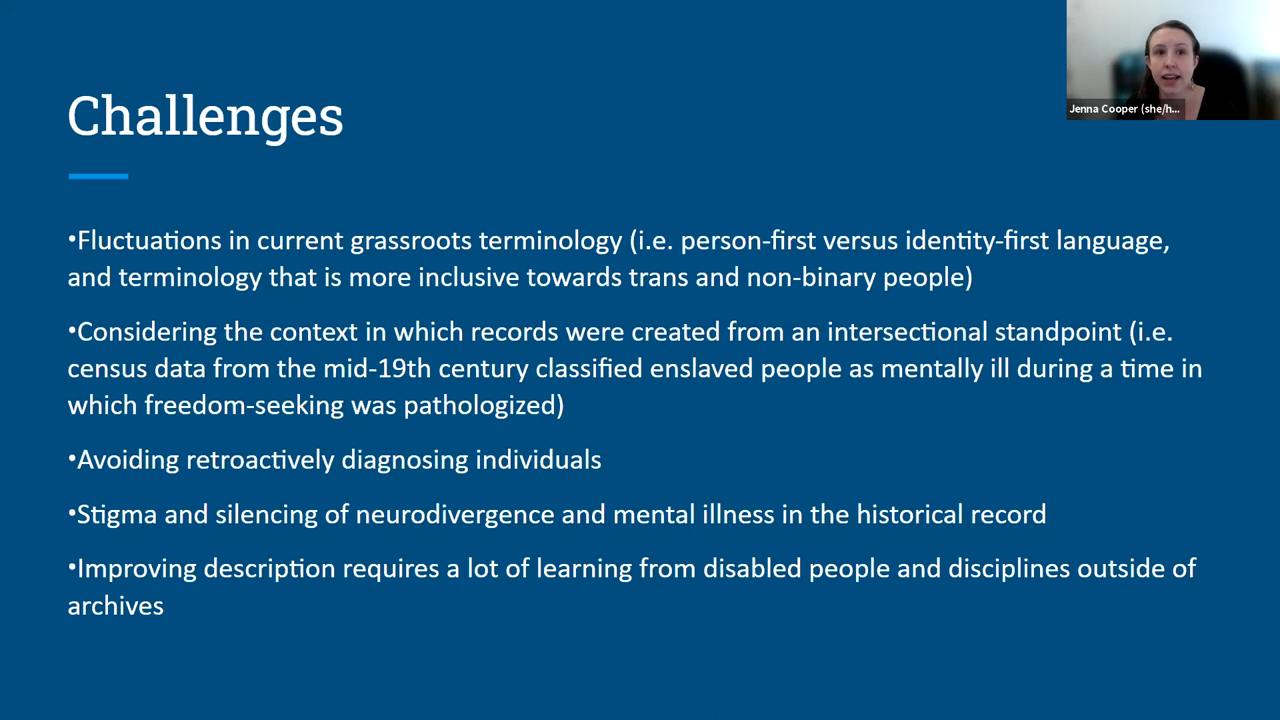 Jenna Cooper (she/h...
Challenges
•Fluctuations in current grassroots terminology (i.e. person-first versus identity-first language,
and terminology that is more inclusive towards trans and non-binary people)
•Considering the context in which records were created from an intersectional standpoint (i.e.
census data from the mid-19th century classified enslaved people as mentally ill during a time in
which freedom-seeking was pathologized)
•Avoiding retroactively diagnosing individuals
•Stigma and silencing of neurodivergence and mental illness in the historical record
•Improving description requires a lot of learning from disabled people and disciplines outside of
archives